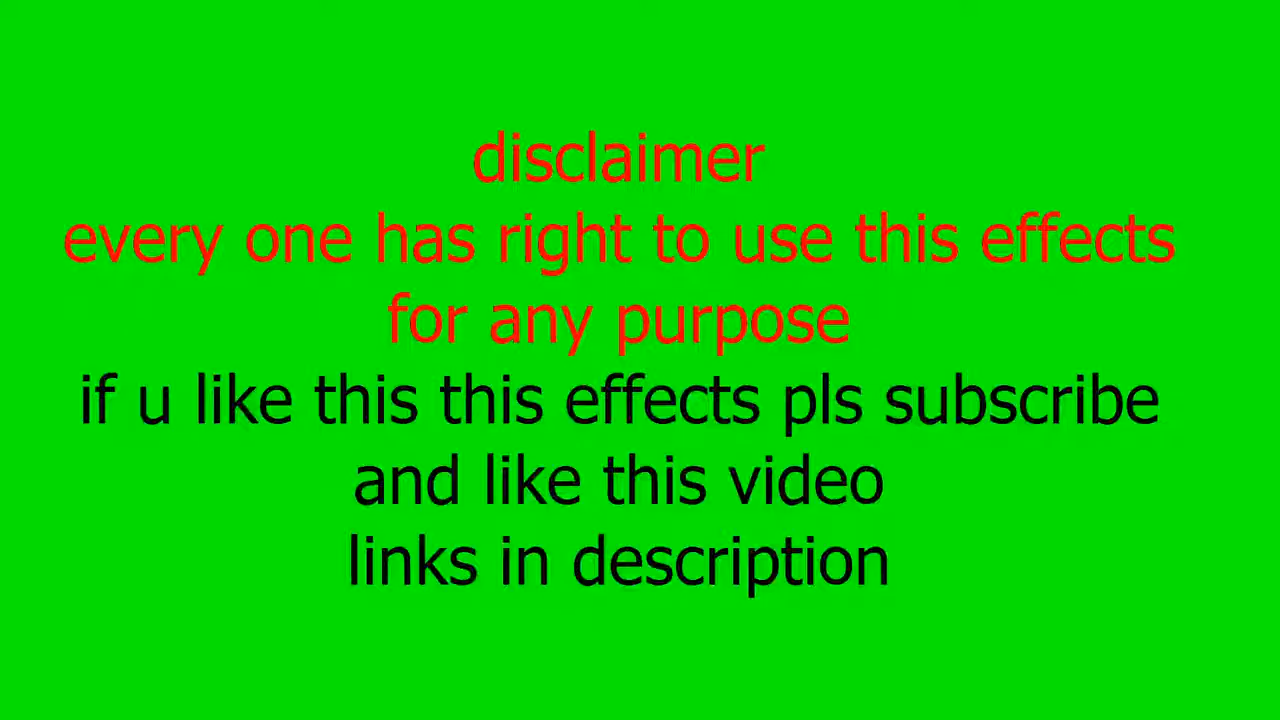 disclaimer
every one has right to use this effects
for any purpose
if u like this this effects pls subscribe
and like this video
links in description